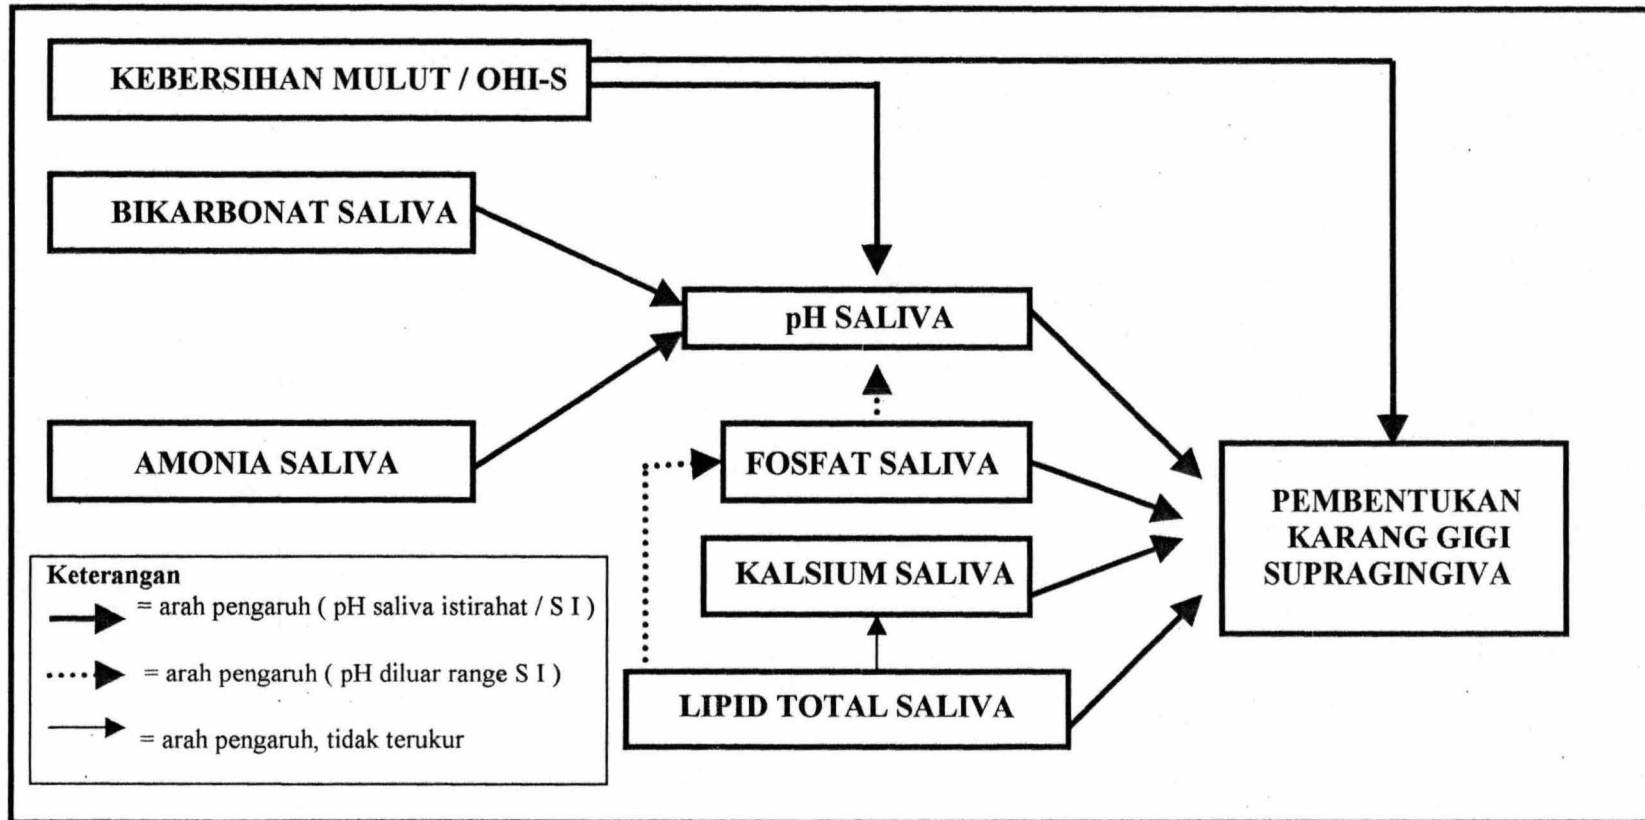 KEBERSIHAN MULUT / OHI-S
BIKARBONAT SALIVA
pH SALIVA
AMONIA SALIVA
FOSFAT SALIVA
KALSIUM SALIVA
LIPID TOTAL SALIVA
PEMBENTUKAN
KARANG GIGI
SUPRAGINGIVA
Keterangan
= arah pengaruh ( pH saliva istirahat / S I )
= arah pengaruh ( pH diluar range S I )
= arah pengaruh, tidak terukur